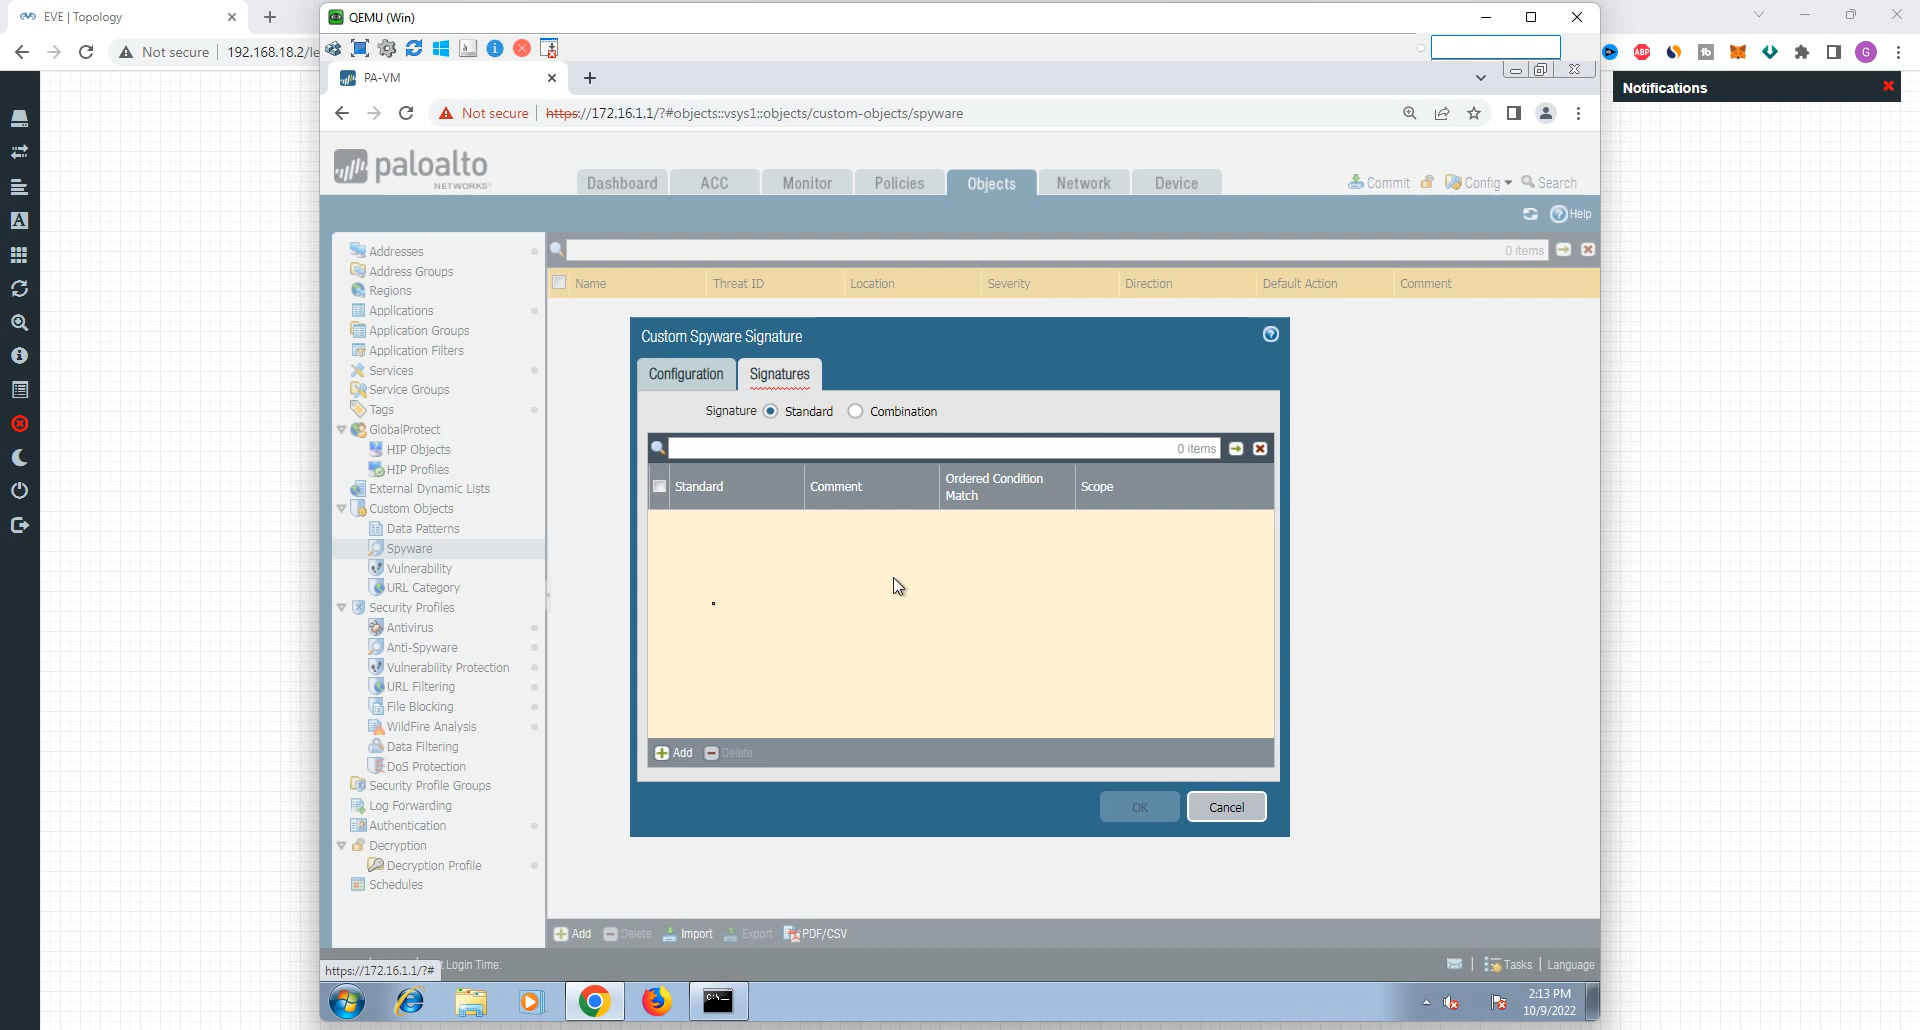 EVE | Topology
Not secure
192.168.18.2/le
QEMU (Win)
PA-VM
Not secure
https://172.16.1.1/?#objects::vsys1::objects/custom-objects/spyware
ABP
G
Notifications
paloalto
NETWORKS
Dashboard
ACC
Monitor
Policies
Objects
Network
Device
Commit
Config
Search
Help
Addresses
Address Groups
Regions
Applications
Application Groups
Application Filters
Services
Service Groups
Tags
GlobalProtect
HIP Objects
HIP Profiles
External Dynamic Lists
Custom Objects
Data Patterns
Spyware
Vulnerability
URL Category
Security Profiles
Antivirus
Anti-Spyware
Vulnerability Protection
URL Filtering
File Blocking
WildFire Analysis
Data Filtering
DoS Protection
Security Profile Groups
Log Forwarding
Authentication
Decryption
Decryption Profile
Schedules
0 items
Name
Threat ID
Location
Severity
Direction
Default Action
Comment
Custom Spyware Signature
Configuration
Signatures
Signature
Standard
Combination
0 items
Standard
Comment
Ordered Condition
Match
Scope
Add
Delete
OK
Cancel
Add
Delete
Import
Export
PDF/CSV
https://172.16.1.1/?#
Login Time:
Tasks
Language
C:\
2:13 PM
10/9/2022